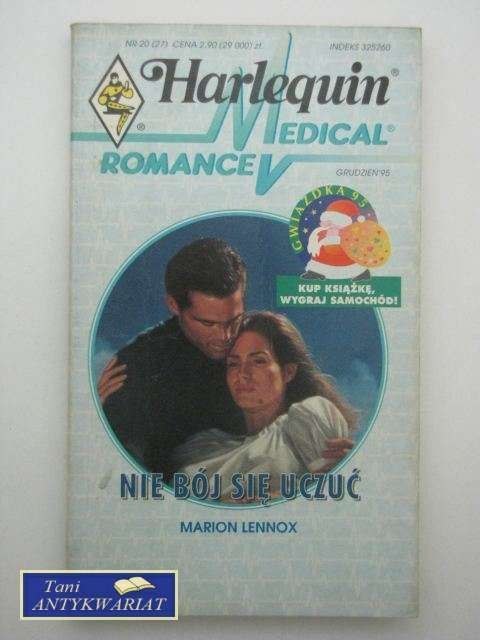 NR 20 (27) CENA 2,90 (29 000) zł
INDEKS 325260
Harlequin®
MEDICAL®
ROMANCE
GRUDZIEŃ'95
GWIAZDKA 95
KUP KSIĄŻKĘ,
WYGRAJ SAMOCHÓD!
NIE BÓJ SIĘ UCZUĆ
MARION LENNOX
Tani
ANTYKWARIAT